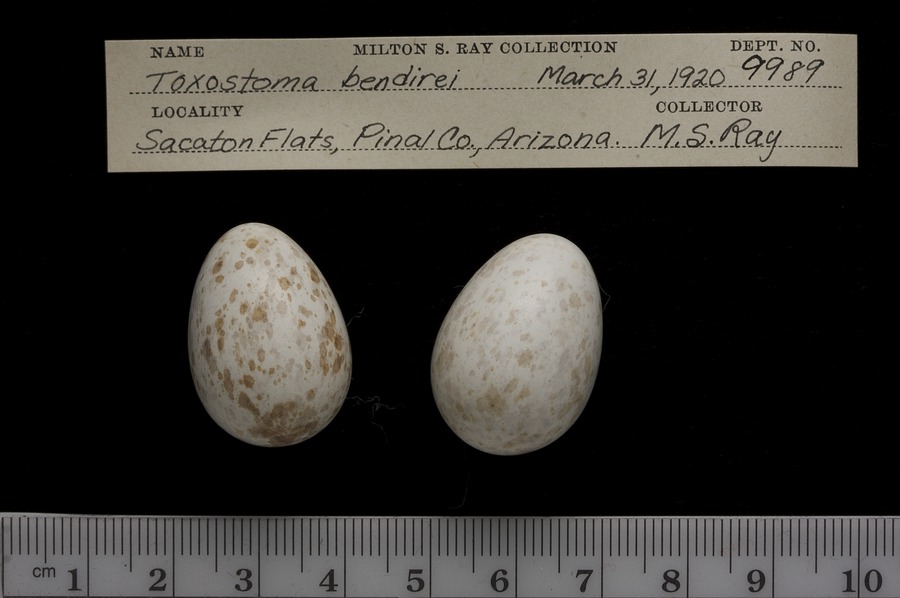 NAME MILTON S. RAY COLLECTION DEPT. NO.
Toxostoma bendirei March 31, 1920 9989
LOCALITY COLLECTOR
Sacaton Flats, Pinal Co., Arizona. M.S. Ray
cm 1 2 3 4 5 6 7 8 9 10